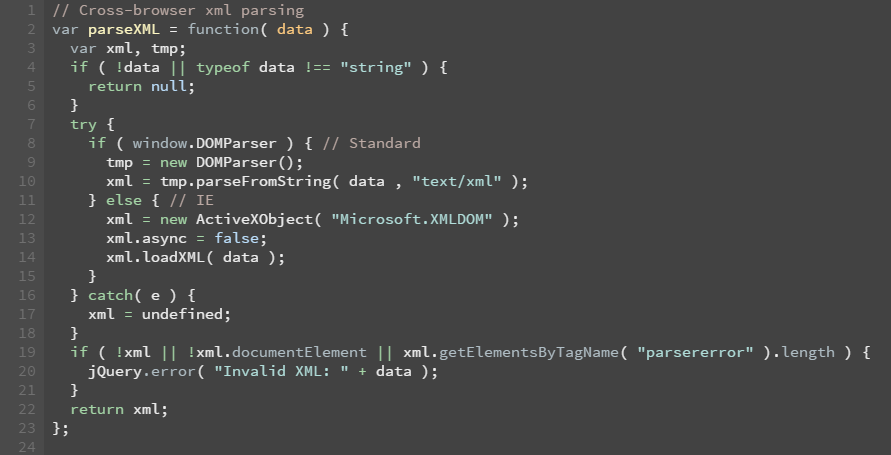 1 // Cross-browser xml parsing
2 var parseXML = function( data ) {
3   var xml, tmp;
4   if ( !data || typeof data !== "string" ) {
5     return null;
6   }
7   try {
8     if ( window.DOMParser ) { // Standard
9       tmp = new DOMParser();
10       xml = tmp.parseFromString( data , "text/xml" );
11     } else { // IE
12       xml = new ActiveXObject( "Microsoft.XMLDOM" );
13       xml.async = false;
14       xml.loadXML( data );
15     }
16   } catch( e ) {
17     xml = undefined;
18   }
19   if ( !xml || !xml.documentElement || xml.getElementsByTagName( "parsererror" ).length ) {
20     jQuery.error( "Invalid XML: " + data );
21   }
22   return xml;
23 };
24